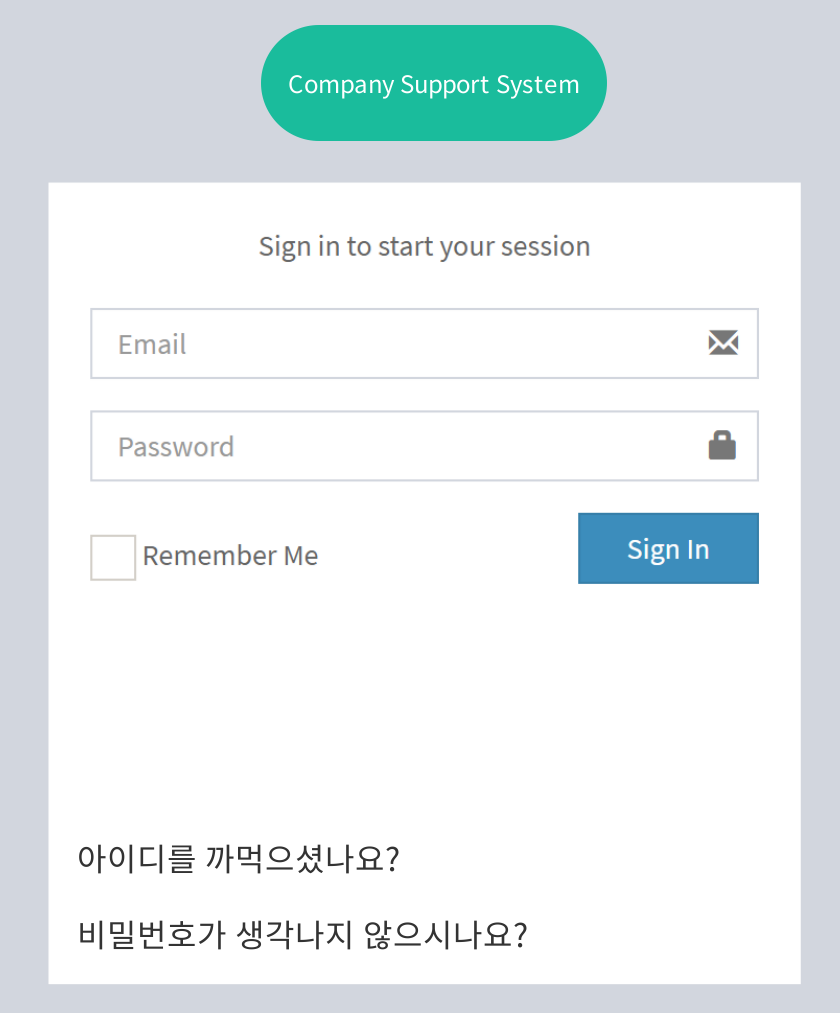 Company Support System
Sign in to start your session
Email
Password
Remember Me
Sign In
아이디를 까먹으셨나요?
비밀번호가 생각나지 않으시나요?